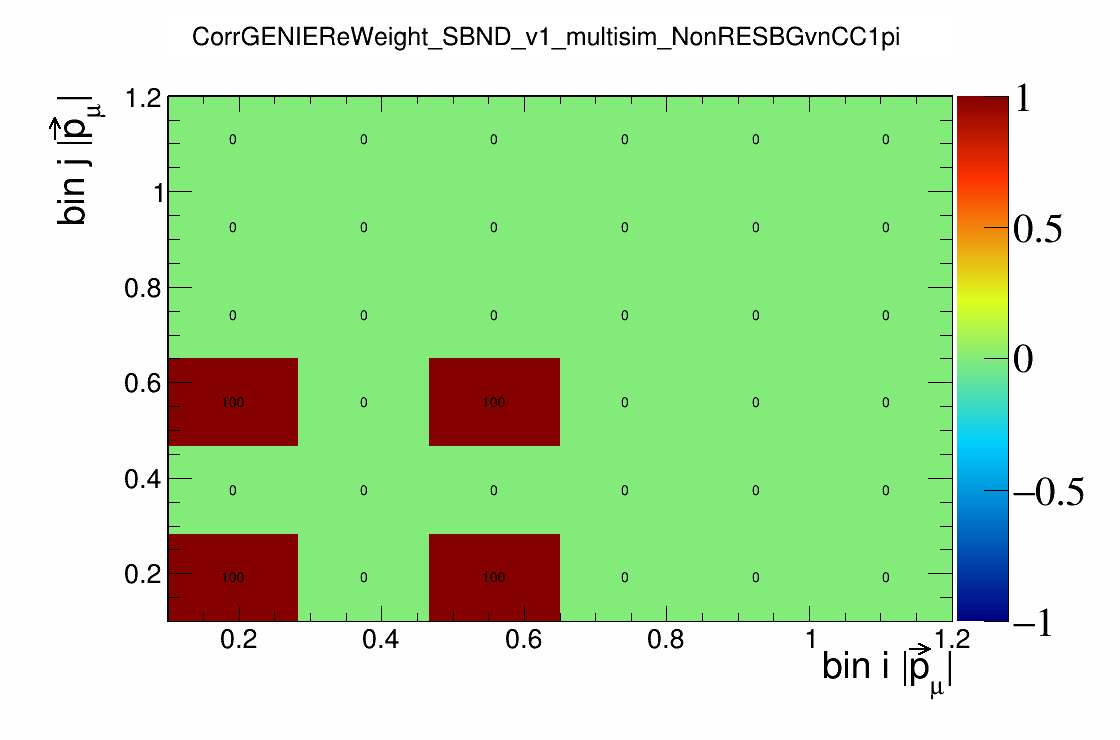 CorrGENIEReWeight_SBND_v1_multisim_NonRESBGvnCC1pi
bin j |p⃗μ|
1.2
1
0.8
0.6
0.4
0.2
0 0 0 0 0 0
0 0 0 0 0 0
0 0 0 0 0 0
100 0 100 0 0 0
0 0 0 0 0 0
100 0 100 0 0 0
0.2 0.4 0.6 0.8 1 1.2
bin i |p⃗μ|
1
0.5
0
−0.5
−1